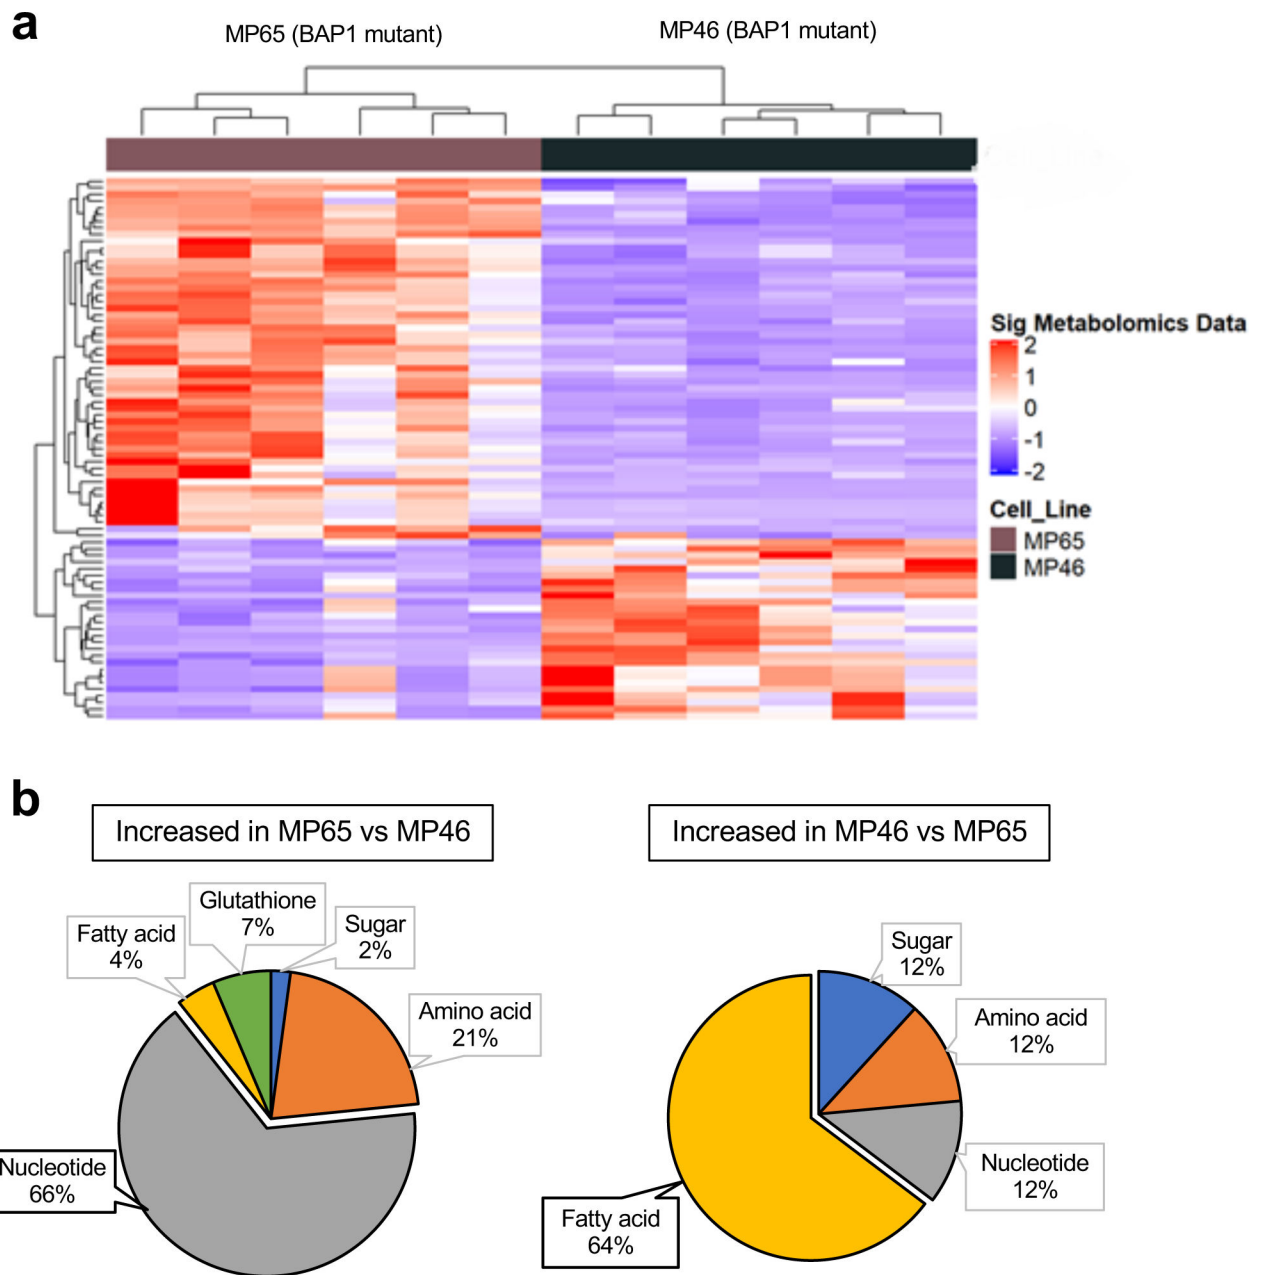 a
MP65 (BAP1 mutant)
MP46 (BAP1 mutant)
Sig Metabolomics Data
2
1
0
-1
-2
Cell_Line
MP65
MP46
b
Increased in MP65 vs MP46
Increased in MP46 vs MP65
Glutathione
7%
Sugar
2%
Fatty acid
4%
Amino acid
21%
Nucleotide
66%
Sugar
12%
Amino acid
12%
Nucleotide
12%
Fatty acid
64%